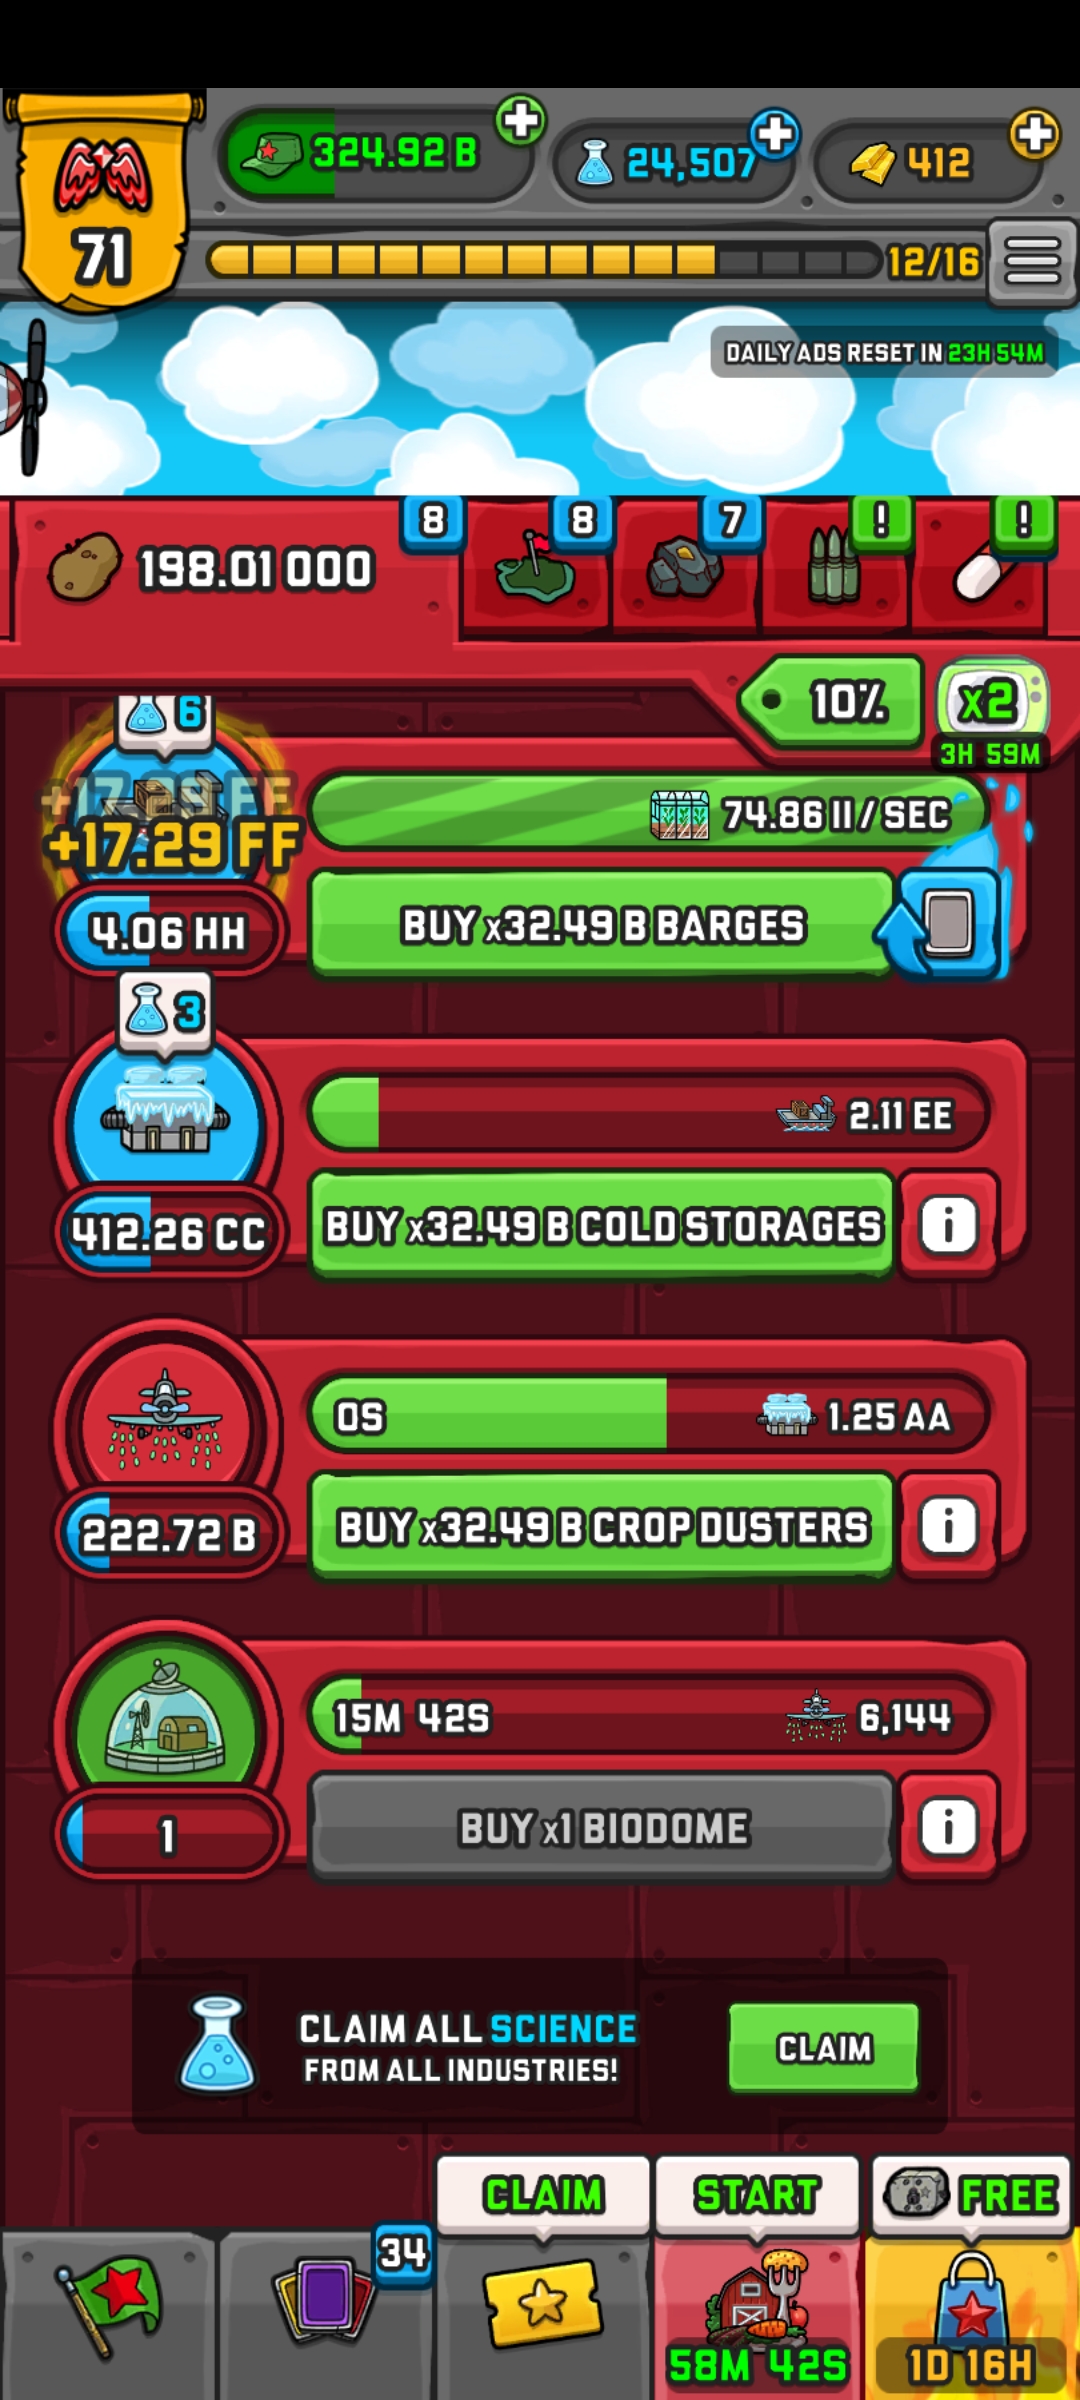 71
324.92 B
24,507
412
12/16
DAILY ADS RESET IN 23H 54M
198.01 000
8
8
7
!
!
10%
x2
3H 59M
6
+17.29 FF
+17.29 FF
74.86 II / SEC
4.06 HH
BUY x32.49 B BARGES
3
2.11 EE
412.26 CC
BUY x32.49 B COLD STORAGES
i
0S
1.25 AA
222.72 B
BUY x32.49 B CROP DUSTERS
i
15M 42S
6,144
1
BUY x1 BIODOME
i
CLAIM ALL SCIENCE
FROM ALL INDUSTRIES!
CLAIM
CLAIM
START
FREE
34
58M 42S
1D 16H